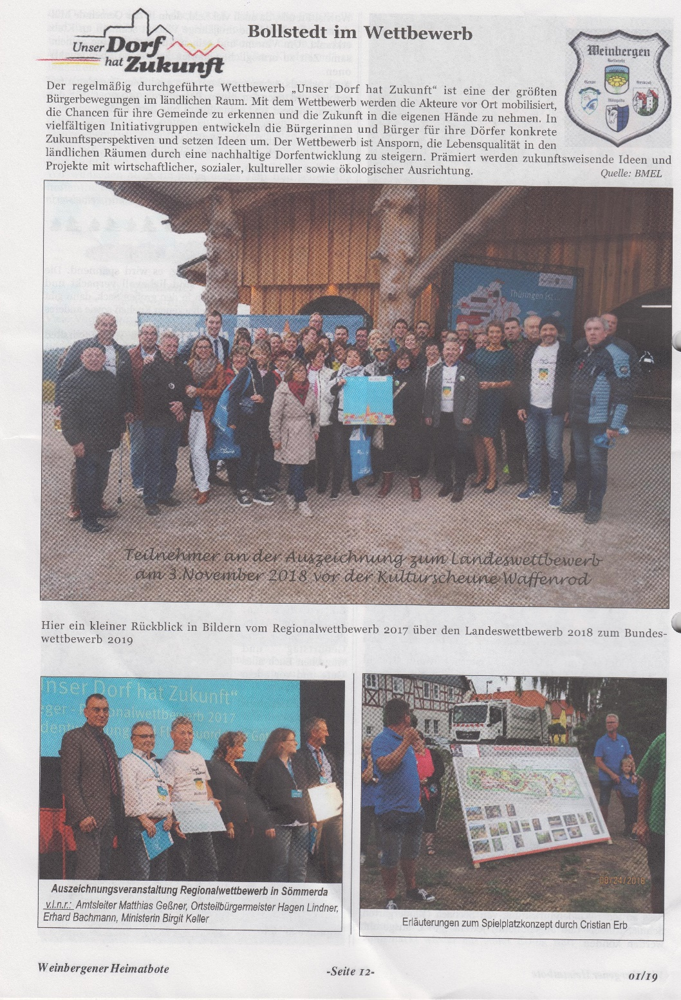 Bollstedt im Wettbewerb
Unser Dorf
hat Zukunft
Weinbergen
Bollstedt
Der regelmäßig durchgeführte Wettbewerb „Unser Dorf hat Zukunft“ ist eine der größten
Bürgerbewegungen im ländlichen Raum. Mit dem Wettbewerb werden die Akteure vor Ort mobilisiert,
die Chancen für ihre Gemeinde zu erkennen und die Zukunft in die eigenen Hände zu nehmen. In
vielfältigen Initiativgruppen entwickeln die Bürgerinnen und Bürger für ihre Dörfer konkrete
Zukunftsperspektiven und setzen Ideen um. Der Wettbewerb ist Ansporn, die Lebensqualität in den
ländlichen Räumen durch eine nachhaltige Dorfentwicklung zu steigern. Prämiert werden zukunftsweisende Ideen und
Projekte mit wirtschaftlicher, sozialer, kultureller sowie ökologischer Ausrichtung.
Quelle: BMEL
Thüringen ist...
Teilnehmer an der Auszeichnung zum Landeswettbewerb
am 3.November 2018 vor der Kulturscheune Waffenrod
Hier ein kleiner Rückblick in Bildern vom Regionalwettbewerb 2017 über den Landeswettbewerb 2018 zum Bundes-
wettbewerb 2019
nser Dorf hat Zukunft“
eger - Regionalwettbewerb 2017
08/24/2018
Auszeichnungsveranstaltung Regionalwettbewerb in Sömmerda
v.l.n.r.: Amtsleiter Matthias Geßner, Ortsteilbürgermeister Hagen Lindner,
Erhard Bachmann, Ministerin Birgit Keller
Erläuterungen zum Spielplatzkonzept durch Cristian Erb
Weinbergener Heimatbote
-Seite 12-
01/19